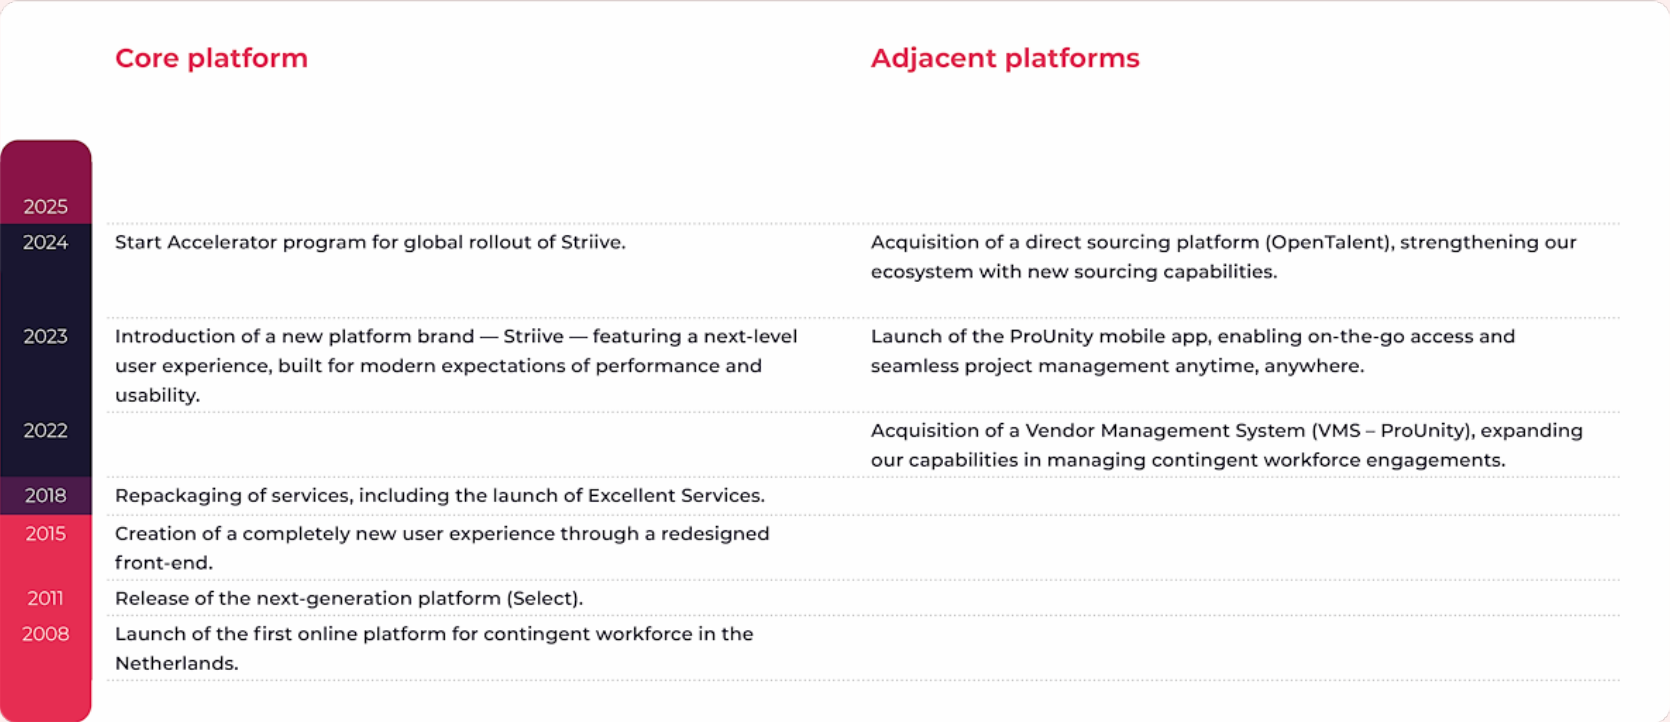 Core platform
Adjacent platforms
2025
2024
Start Accelerator program for global rollout of Striive.
Acquisition of a direct sourcing platform (OpenTalent), strengthening our
ecosystem with new sourcing capabilities.
2023
Introduction of a new platform brand — Striive — featuring a next-level
user experience, built for modern expectations of performance and
usability.
Launch of the ProUnity mobile app, enabling on-the-go access and
seamless project management anytime, anywhere.
2022
Acquisition of a Vendor Management System (VMS – ProUnity), expanding
our capabilities in managing contingent workforce engagements.
2018
Repackaging of services, including the launch of Excellent Services.
2015
Creation of a completely new user experience through a redesigned
front-end.
2011
Release of the next-generation platform (Select).
2008
Launch of the first online platform for contingent workforce in the
Netherlands.